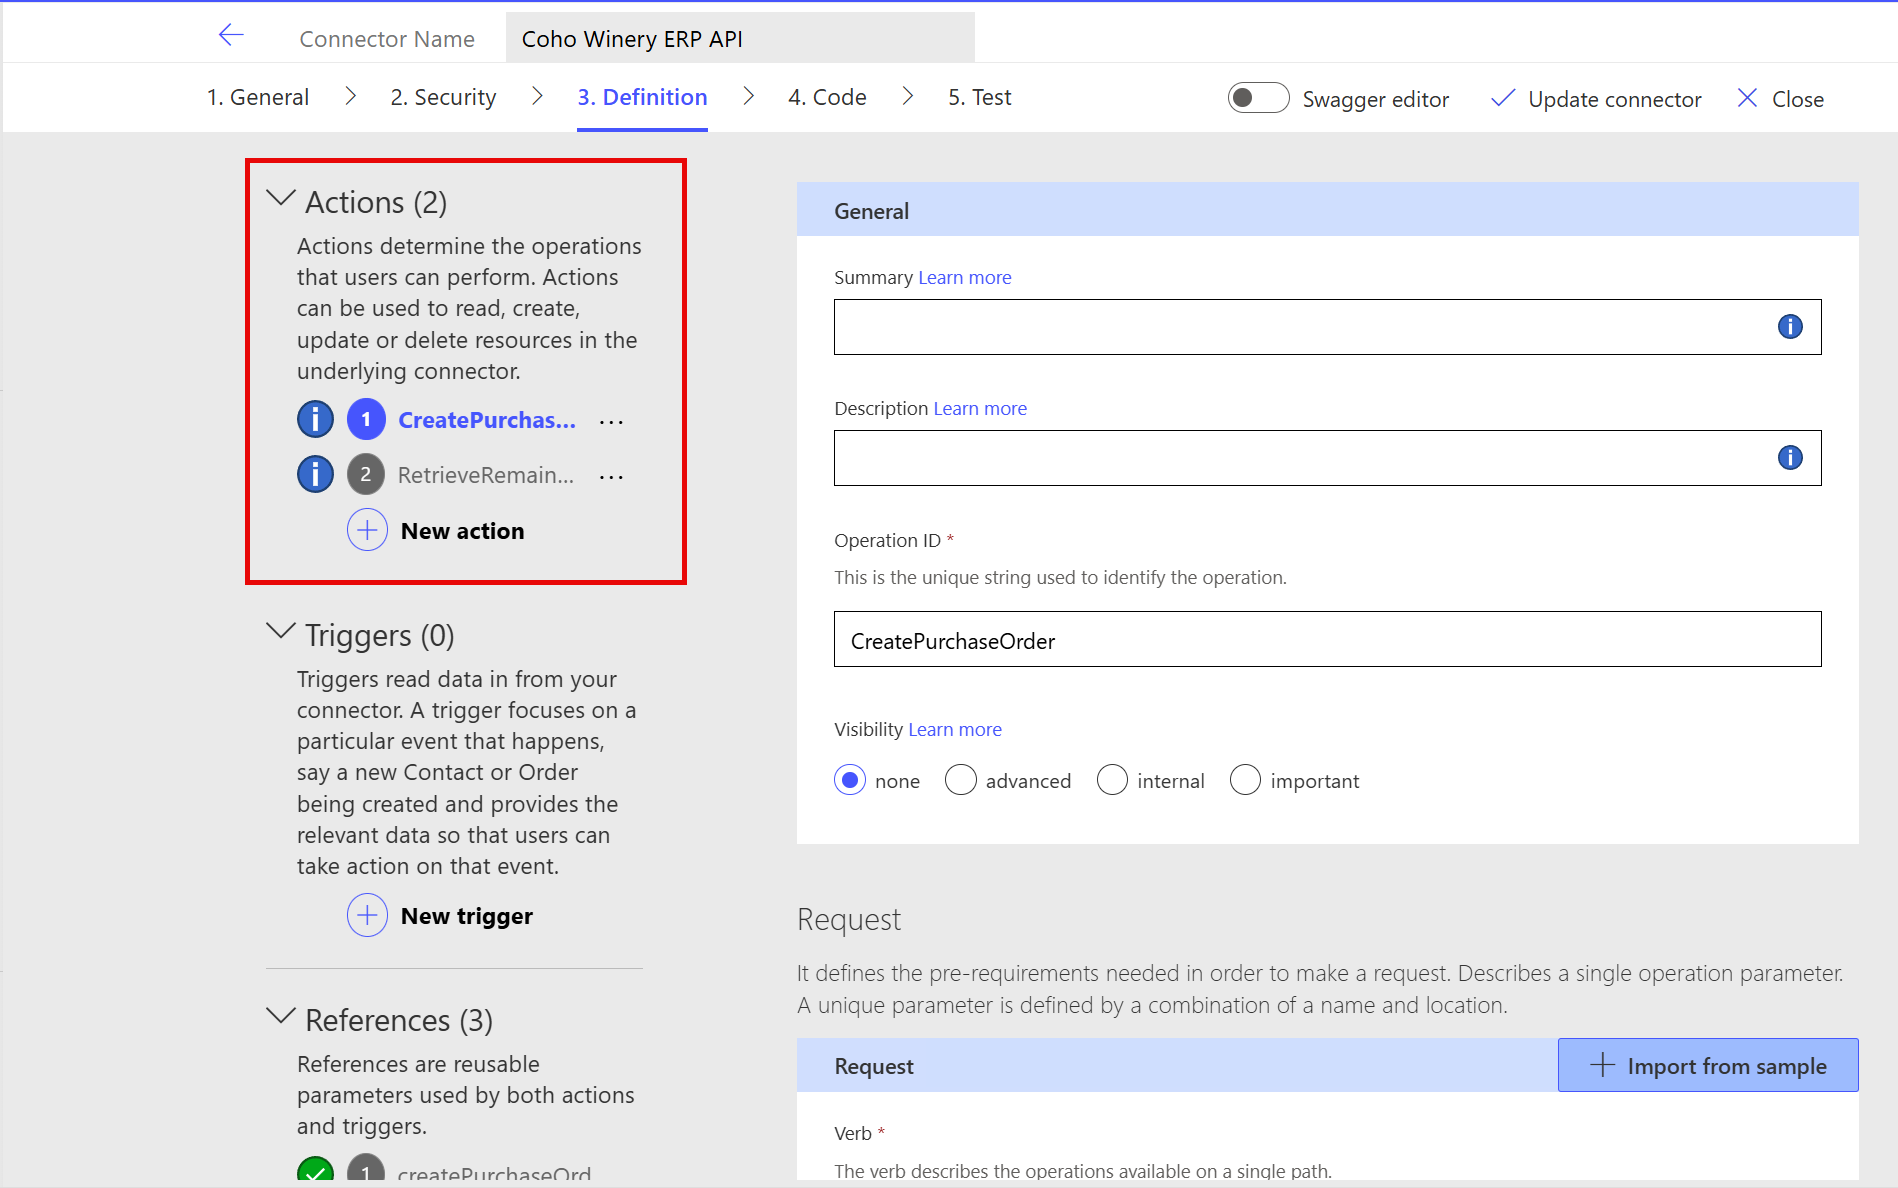 Connector Name
Coho Winery ERP API
1. General
2. Security
3. Definition
4. Code
5. Test
Swagger editor
Update connector
Close
Actions (2)
Actions determine the operations
that users can perform. Actions
can be used to read, create,
update or delete resources in the
underlying connector.
1 CreatePurchas... ...
2 RetrieveRemain... ...
New action
Triggers (0)
Triggers read data in from your
connector. A trigger focuses on a
particular event that happens,
say a new Contact or Order
being created and provides the
relevant data so that users can
take action on that event.
New trigger
References (3)
References are reusable
parameters used by both actions
and triggers.
1 createPurchaseOrd
General
Summary Learn more
Description Learn more
Operation ID *
This is the unique string used to identify the operation.
CreatePurchaseOrder
Visibility Learn more
none
advanced
internal
important
Request
It defines the pre-requirements needed in order to make a request. Describes a single operation parameter.
A unique parameter is defined by a combination of a name and location.
Request
Import from sample
Verb *
The verb describes the operations available on a single path.